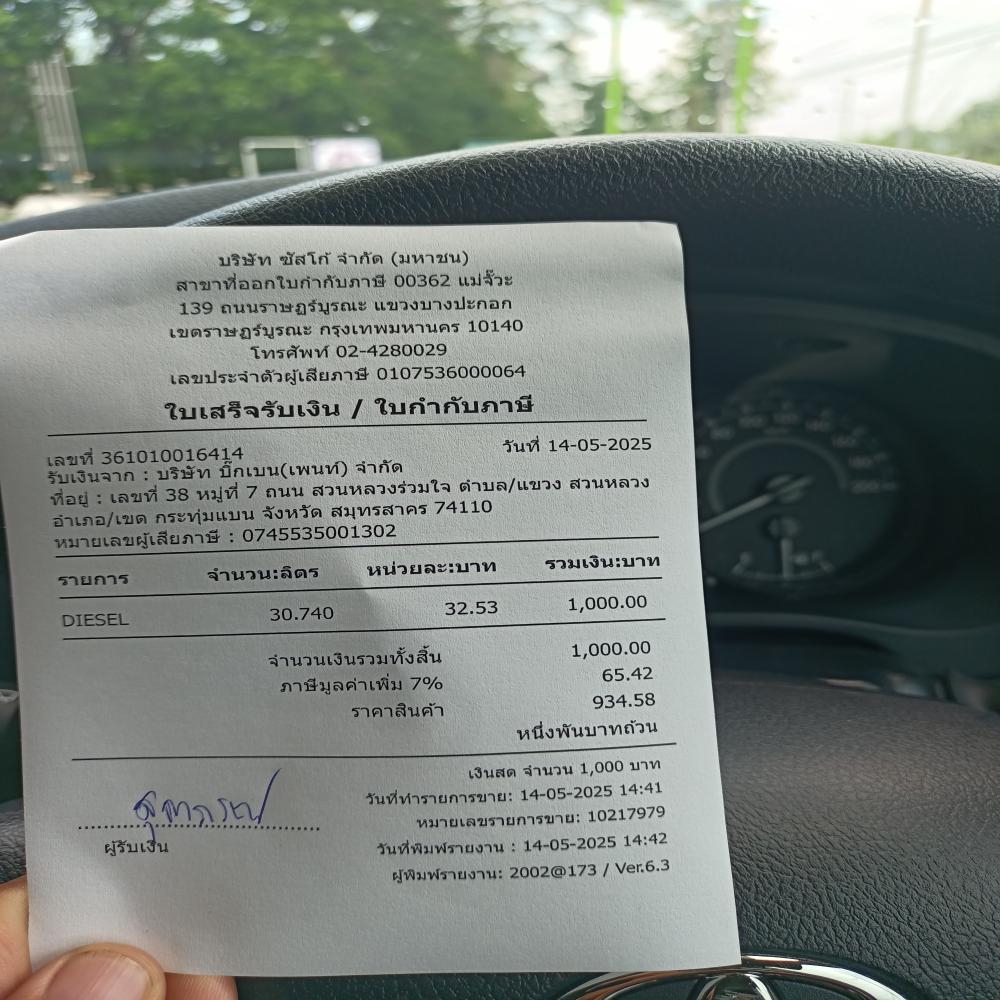 บริษัท ซัสโก้ จำกัด (มหาชน)
สาขาที่ออกใบกำกับภาษี 00362 แม่จั๊วะ
139 ถนนราษฎร์บูรณะ แขวงบางปะกอก
เขตราษฎร์บูรณะ กรุงเทพมหานคร 10140
โทรศัพท์ 02-4280029
เลขประจำตัวผู้เสียภาษี 0107536000064
ใบเสร็จรับเงิน / ใบกำกับภาษี
เลขที่ 361010016414 วันที่ 14-05-2025
รับเงินจาก : บริษัท บิ๊กเบน(เพนท์) จำกัด
ที่อยู่ : เลขที่ 38 หมู่ที่ 7 ถนน สวนหลวงร่วมใจ ตำบล/แขวง สวนหลวง
อำเภอ/เขต กระทุ่มแบน จังหวัด สมุทรสาคร 74110
หมายเลขผู้เสียภาษี : 0745535001302
รายการ จำนวน:ลิตร หน่วยละ:บาท รวมเงิน:บาท
DIESEL 30.740 32.53 1,000.00
จำนวนเงินรวมทั้งสิ้น 1,000.00
ภาษีมูลค่าเพิ่ม 7% 65.42
ราคาสินค้า 934.58
หนึ่งพันบาทถ้วน
เงินสด จำนวน 1,000 บาท
วันที่ทำรายการขาย: 14-05-2025 14:41
หมายเลขรายการขาย: 10217979
ผู้รับเงิน
วันที่พิมพ์รายงาน : 14-05-2025 14:42
ผู้พิมพ์รายงาน: 2002@173 / Ver.6.3